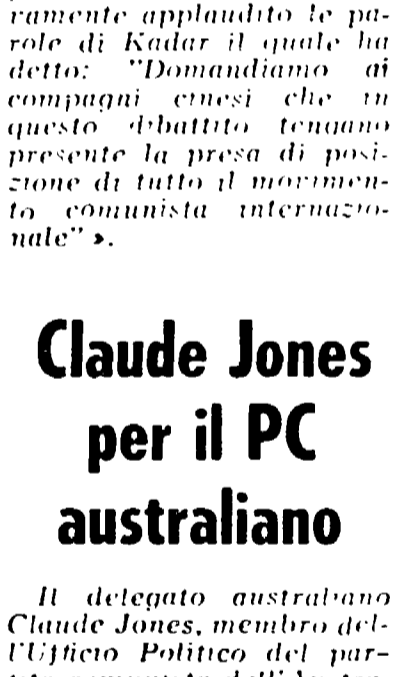 ramente applaudito le pa-
role di Kadar il quale ha
detto: "Domandiamo ai
compagni cinesi che in
questo dibattito tengano
presente la presa di posi-
zione di tutto il movimen-
to comunista internazio-
nale" ».
Claude Jones
per il PC
australiano
Il delegato australiano
Claude Jones, membro del-
l'Ufficio Politico del par-